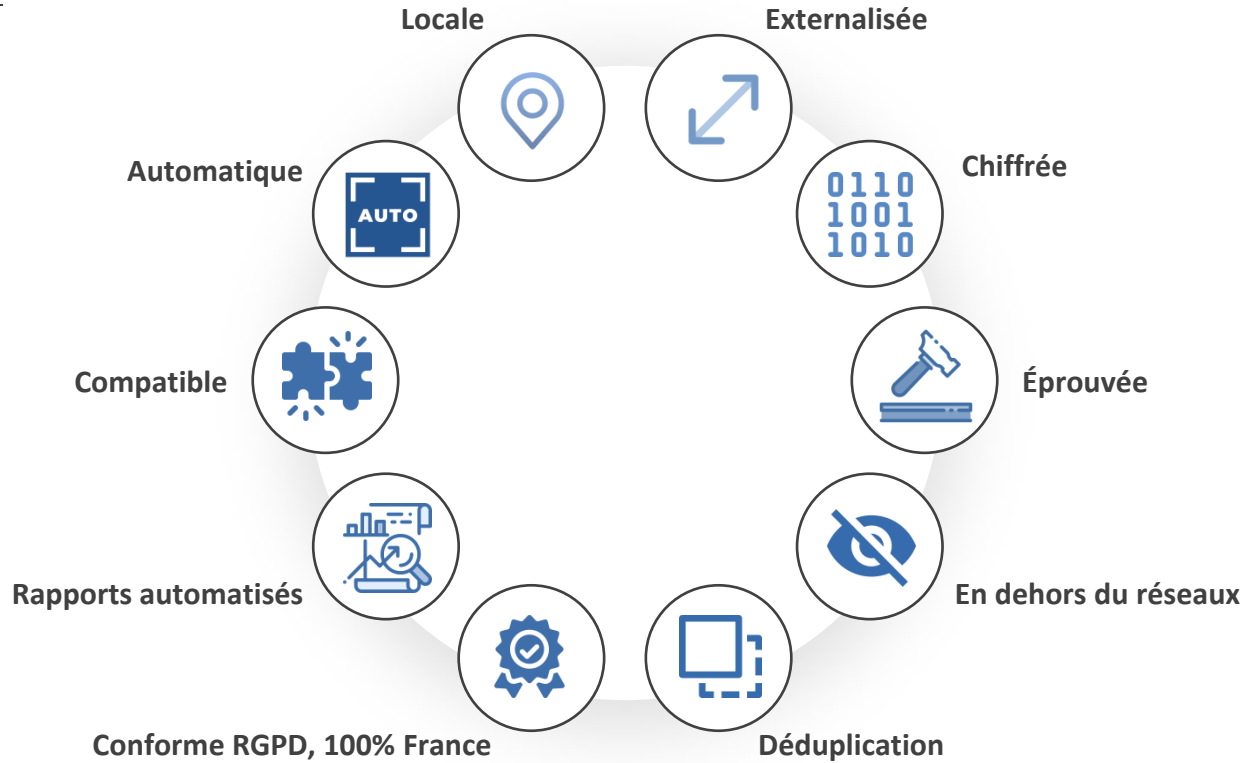 Locale
Externalisée
Automatique
AUTO
Chiffrée
0110
1001
1010
Compatible
Éprouvée
Rapports automatisés
En dehors du réseaux
Conforme RGPD, 100% France
Déduplication